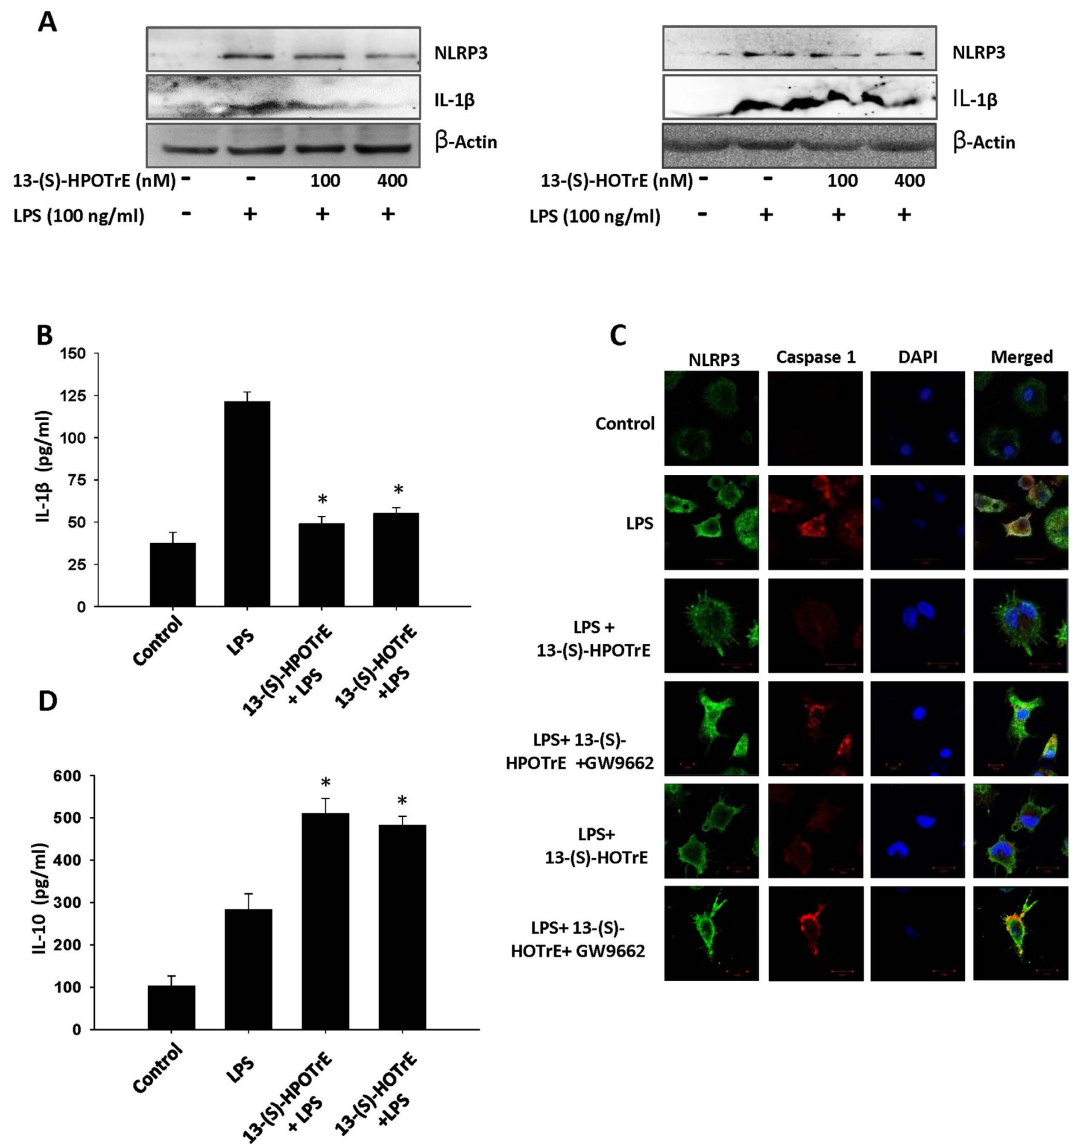 A
NLRP3
IL-1β
β-Actin
13-(S)-HPOTrE (nM) - - 100 400
LPS (100 ng/ml) - + + +
NLRP3
IL-1β
β-Actin
13-(S)-HOTrE (nM) - - 100 400
LPS (100 ng/ml) - + + +
B
150
125
100
75
50
25
0
IL-1β (pg/ml)
* *
Control
LPS
13-(S)-HPOTrE
+ LPS
13-(S)-HOTrE
+LPS
C
NLRP3 Caspase 1 DAPI Merged
Control
LPS
LPS +
13-(S)-HPOTrE
LPS+ 13-(S)-
HPOTrE +GW9662
LPS+
13-(S)-HOTrE
LPS+ 13-(S)-
HOTrE+ GW9662
D
600
500
400
300
200
100
0
IL-10 (pg/ml)
* *
Control
LPS
13-(S)-HPOTrE
+ LPS
13-(S)-HOTrE
+LPS